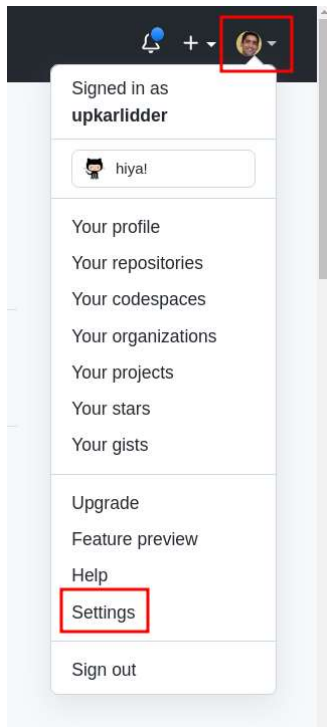 Signed in as
upkarlidder
hiya!
Your profile
Your repositories
Your codespaces
Your organizations
Your projects
Your stars
Your gists
Upgrade
Feature preview
Help
Settings
Sign out